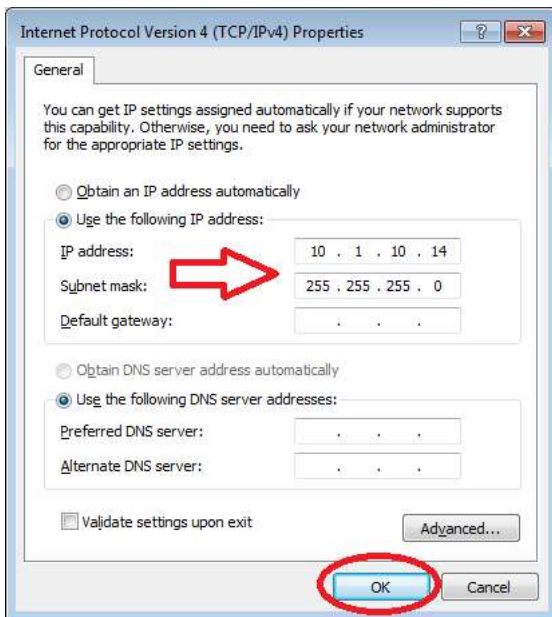 Internet Protocol Version 4 (TCP/IPv4) Properties
General
You can get IP settings assigned automatically if your network supports
this capability. Otherwise, you need to ask your network administrator
for the appropriate IP settings.
Obtain an IP address automatically
Use the following IP address:
IP address: 10 . 1 . 10 . 14
Subnet mask: 255 . 255 . 255 . 0
Default gateway: . . .
Obtain DNS server address automatically
Use the following DNS server addresses:
Preferred DNS server: . . .
Alternate DNS server: . . .
Validate settings upon exit
Advanced...
OK Cancel